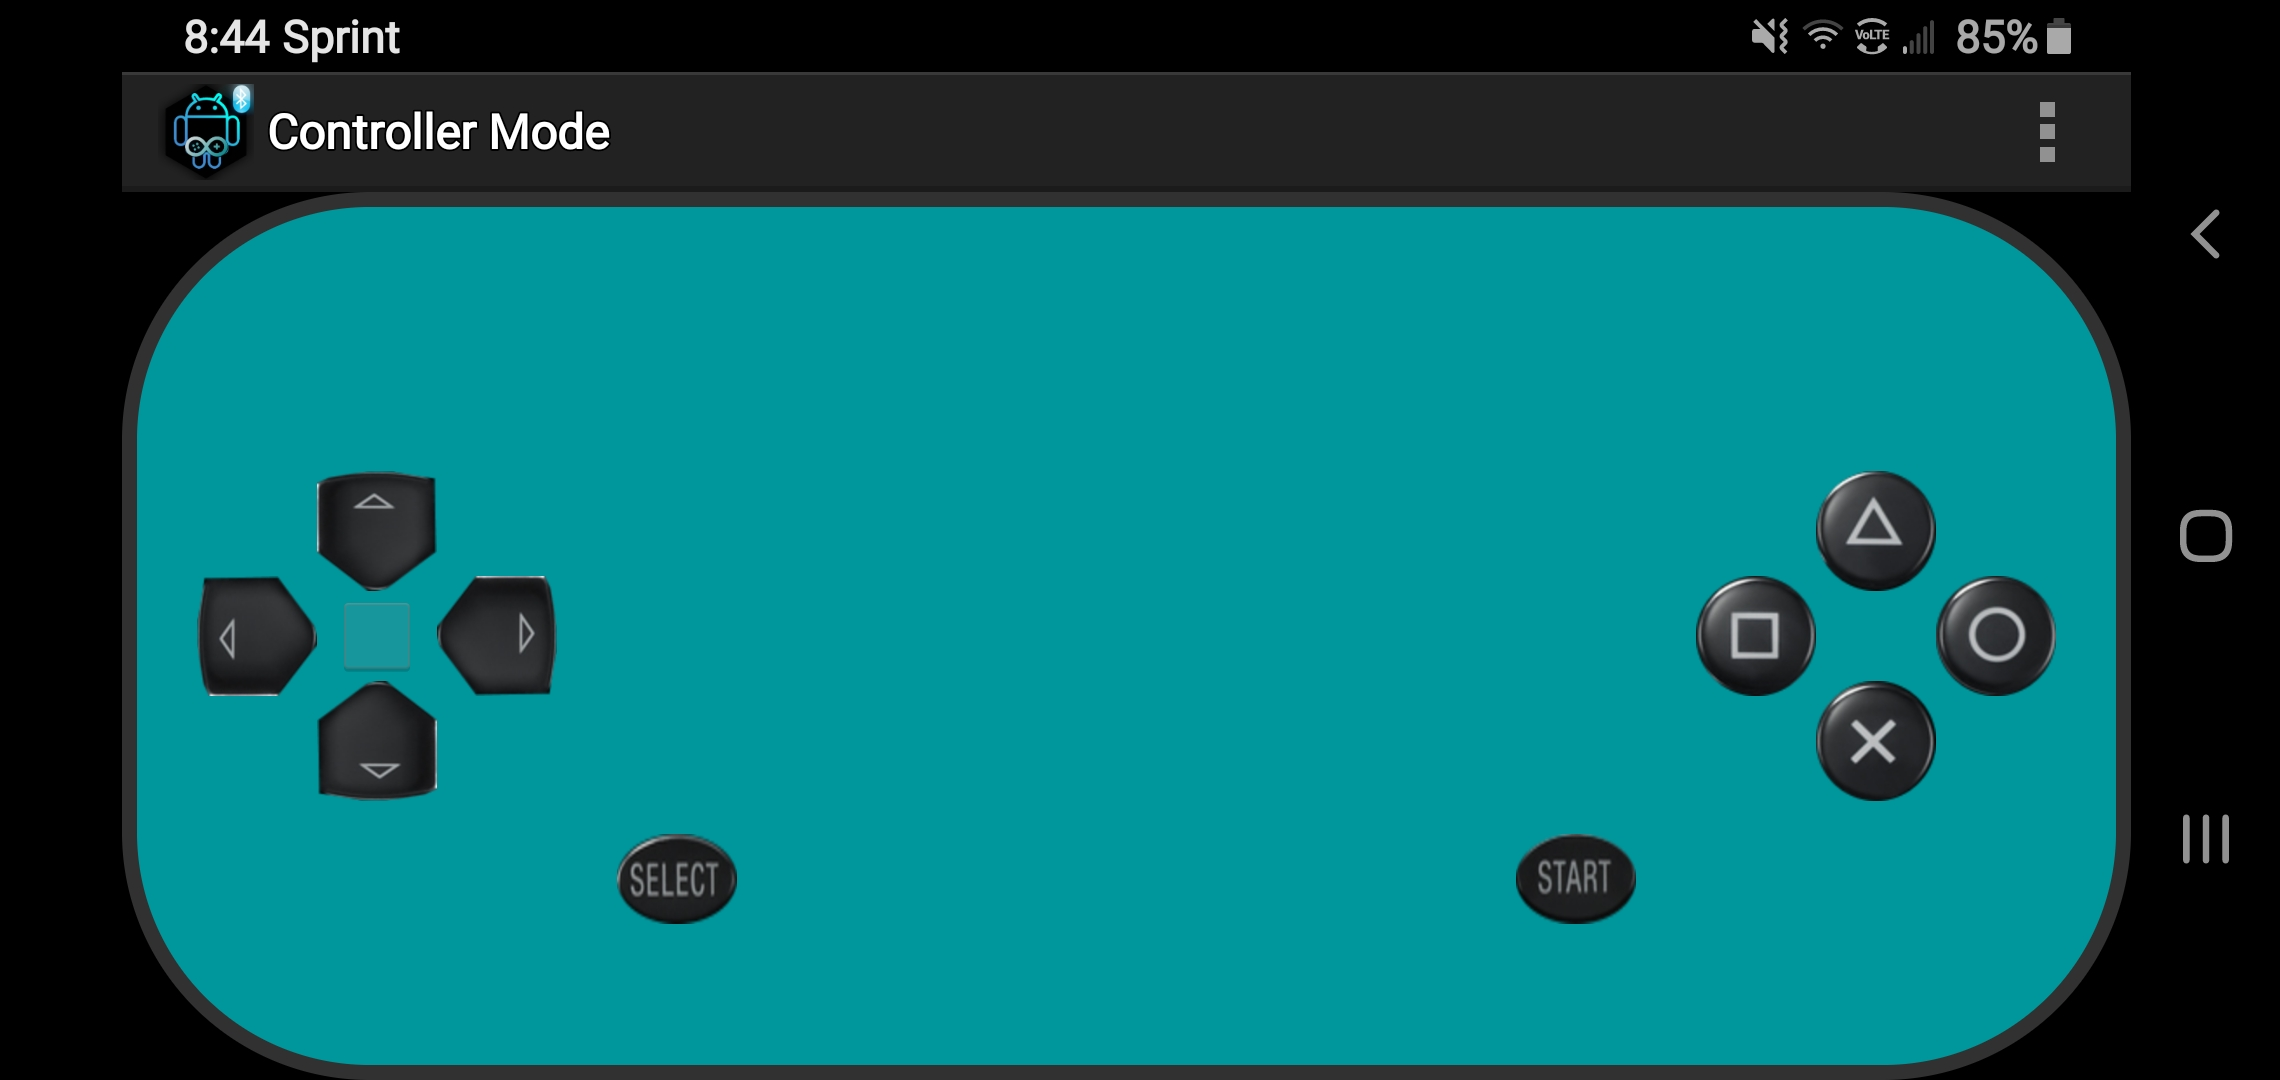 8:44 Sprint
VoLTE
85%
Controller Mode
SELECT
START